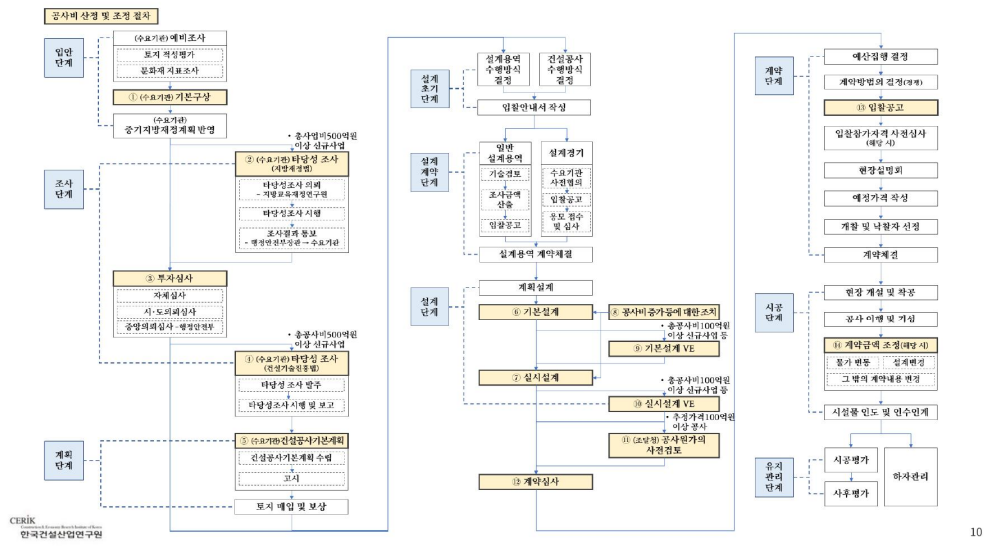 공사비 산정 및 조정 절차
입안
단계
(수요기관) 예비조사
토지 적성평가
문화재 지표조사
① (수요기관) 기본구상
(수요기관)
중기지방재정계획 반영
• 총사업비500억원
이상 신규사업
조사
단계
② (수요기관) 타당성 조사
(지방재정법)
타당성조사 의뢰
- 지방교육재정연구원
타당성조사 시행
조사결과 통보
- 행정안전부장관 → 수요기관
③ 투자심사
자체심사
시·도의뢰심사
중앙의뢰심사 - 행정안전부
• 총공사비500억원
이상 신규사업
④ (수요기관) 타당성 조사
(건설기술진흥법)
타당성 조사 발주
타당성조사 시행 및 보고
계획
단계
⑤ (수요기관)건설공사기본계획
건설공사기본계획 수립
고시
토지 매입 및 보상
설계
초기
단계
설계용역
수행방식
결정
건설공사
수행방식
결정
입찰안내서 작성
설계
계약
단계
일반
설계용역
기술검토
조사금액
산출
입찰공고
설계경기
수요기관
사전협의
입찰공고
응모 접수
및 심사
설계용역 계약체결
설계
단계
계획설계
⑥ 기본설계
⑧ 공사비 증가 등에 대한 조치
• 총공사비100억원
이상 신규사업 등
⑨ 기본설계 VE
⑦ 실시설계
• 총공사비100억원
이상 신규사업 등
⑩ 실시설계 VE
• 추정가격100억원
이상 공사
⑪ (조달청) 공사원가의
사전검토
⑫ 계약심사
계약
단계
예산집행 결정
계약방법의 결정(경쟁)
⑬ 입찰공고
입찰참가자격 사전심사
(해당 시)
현장설명회
예정가격 작성
개찰 및 낙찰자 선정
계약체결
시공
단계
현장 개설 및 착공
공사 이행 및 기성
⑭ 계약금액 조정(해당 시)
물가 변동
설계변경
그 밖의 계약내용 변경
시설물 인도 및 인수인계
유지
관리
단계
시공평가
사후평가
하자관리
CERIK
Construction & Economy Research Institute of Korea
한국건설산업연구원
10